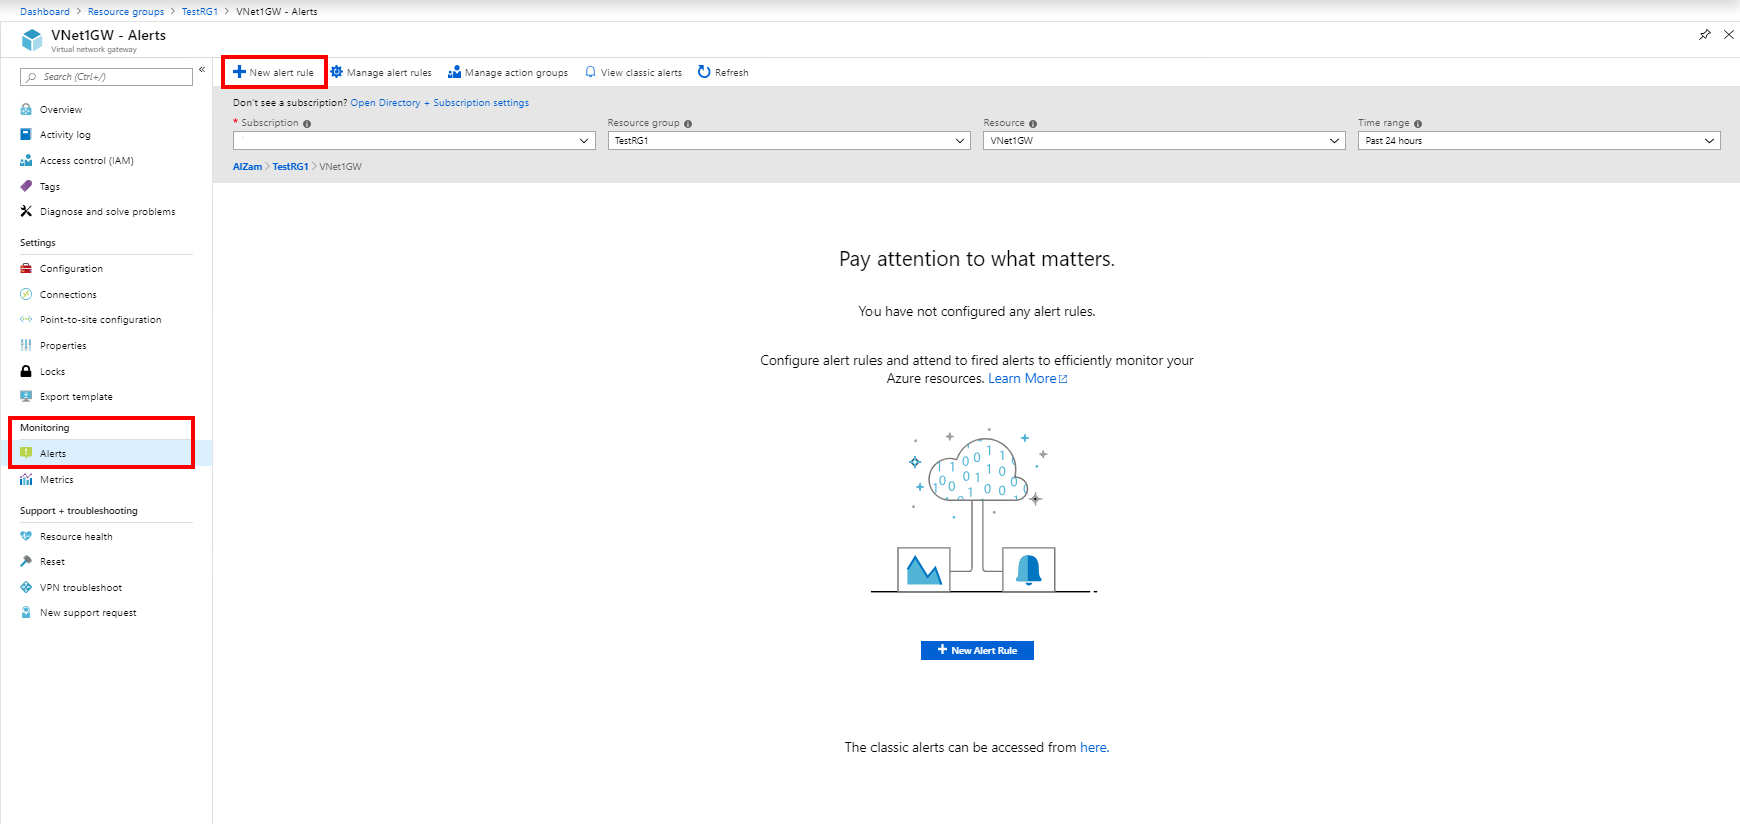 Dashboard > Resource groups > TestRG1 > VNet1GW - Alerts
VNet1GW - Alerts
Virtual network gateway
Search (Ctrl+/)
«
Overview
Activity log
Access control (IAM)
Tags
Diagnose and solve problems
Settings
Configuration
Connections
Point-to-site configuration
Properties
Locks
Export template
Monitoring
Alerts
Metrics
Support + troubleshooting
Resource health
Reset
VPN troubleshoot
New support request
New alert rule Manage alert rules Manage action groups View classic alerts Refresh
Don't see a subscription? Open Directory + Subscription settings
* Subscription Resource group Resource Time range
TestRG1 VNet1GW Past 24 hours
AIZam > TestRG1 > VNet1GW
Pay attention to what matters.
You have not configured any alert rules.
Configure alert rules and attend to fired alerts to efficiently monitor your
Azure resources. Learn More
New Alert Rule
The classic alerts can be accessed from here.